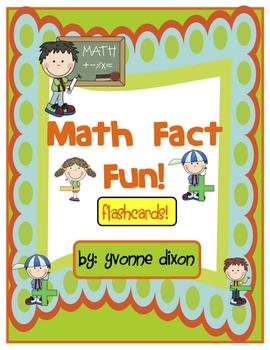 MATH
+-÷x=
Math Fact
Fun!
flashcards!
by: yvonne dixon